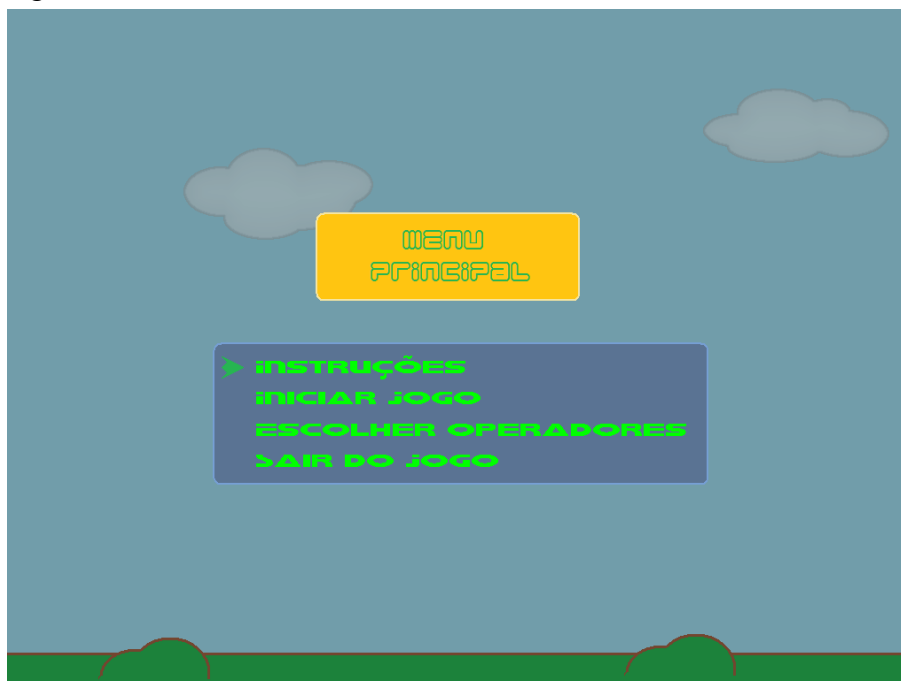 MENU
PRINCIPAL
INSTRUÇÕES
INICIAR JOGO
ESCOLHER OPERADORES
SAIR DO JOGO